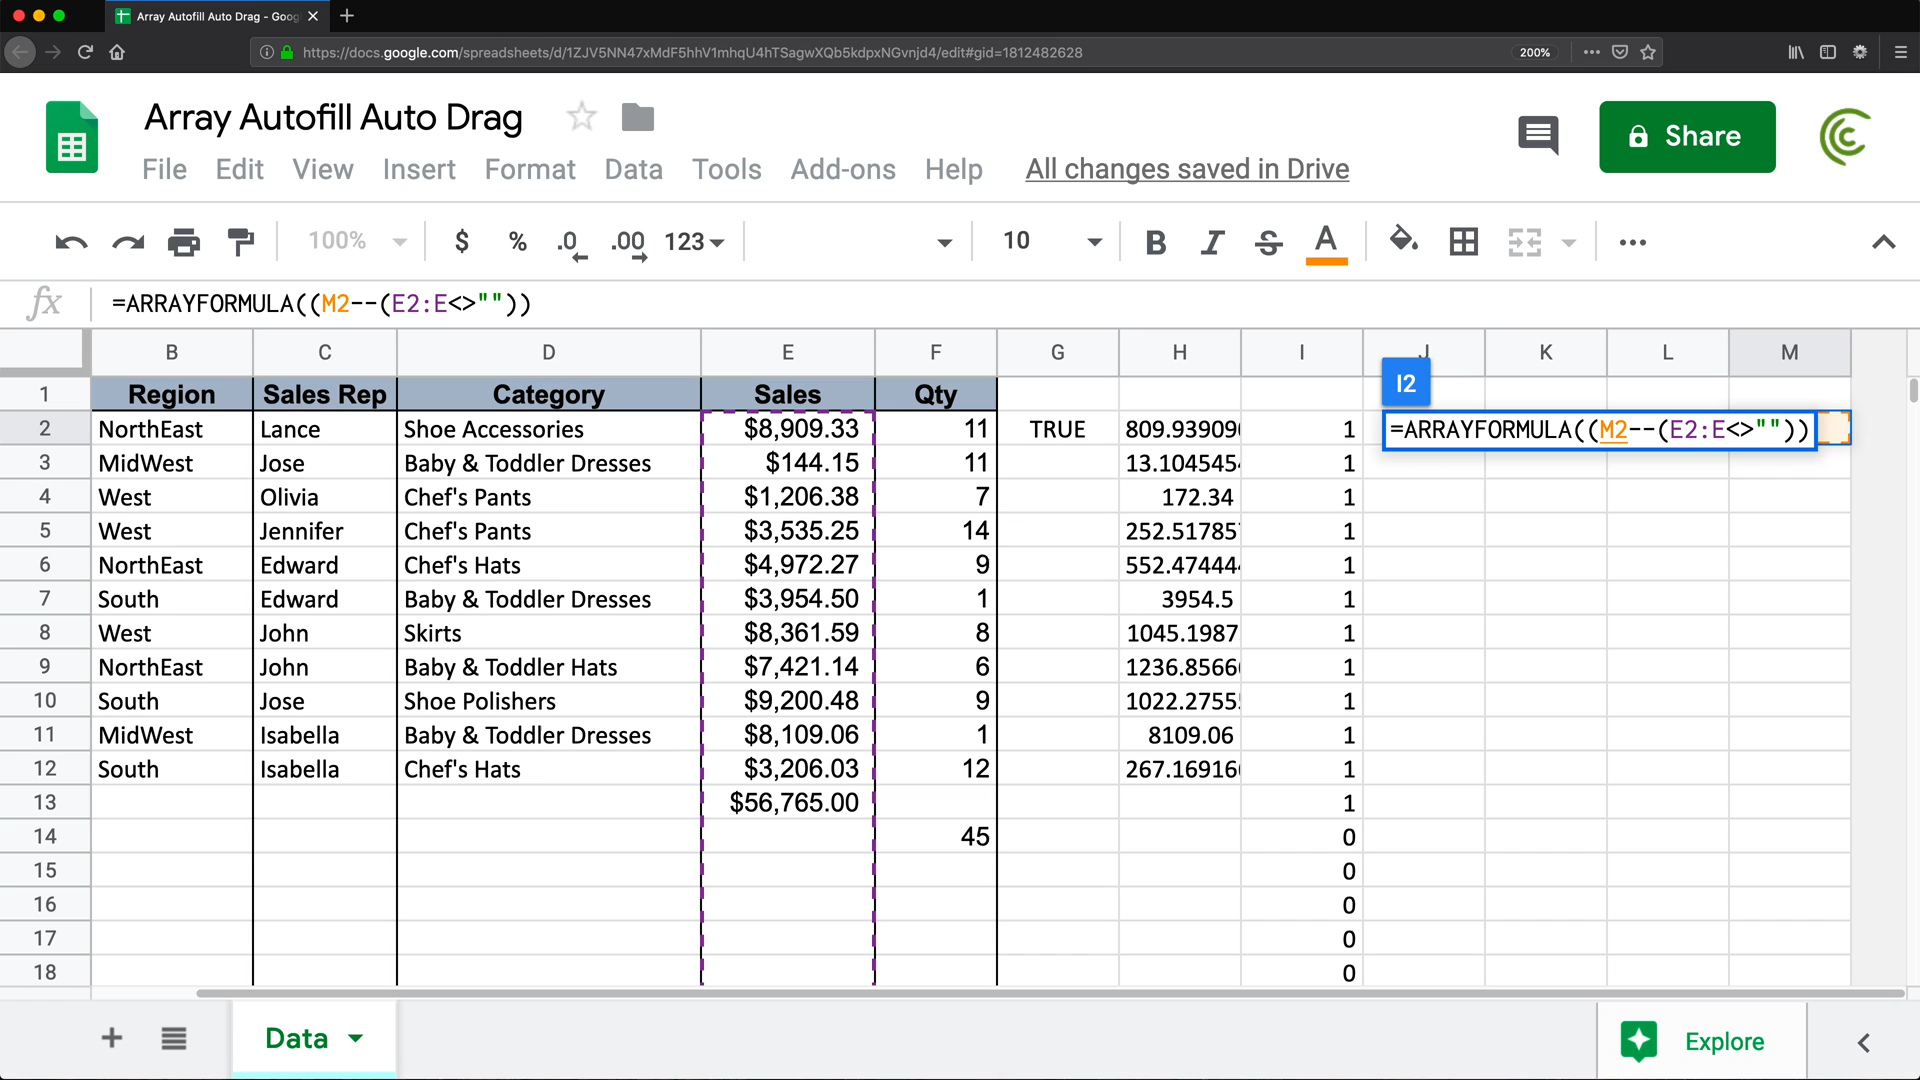 Array Autofill Auto Drag - Goog
https://docs.google.com/spreadsheets/d/1ZJV5NN47xMdF5hhV1mhqU4hTSagwXQb5kdpxNGvnjd4/edit#gid=1812482628
200%
Array Autofill Auto Drag
File Edit View Insert Format Data Tools Add-ons Help All changes saved in Drive
Share
100% $ % .0 .00 123 10 B I S A
fx =ARRAYFORMULA((M2--(E2:E<>""))
B C D E F G H I J K L M
I2
1 Region Sales Rep Category Sales Qty
2 NorthEast Lance Shoe Accessories $8,909.33 11 TRUE 809.93909 1 =ARRAYFORMULA((M2--(E2:E<>""))
3 MidWest Jose Baby & Toddler Dresses $144.15 11 13.104545 1
4 West Olivia Chef's Pants $1,206.38 7 172.34 1
5 West Jennifer Chef's Pants $3,535.25 14 252.51785 1
6 NorthEast Edward Chef's Hats $4,972.27 9 552.47444 1
7 South Edward Baby & Toddler Dresses $3,954.50 1 3954.5 1
8 West John Skirts $8,361.59 8 1045.1987 1
9 NorthEast John Baby & Toddler Hats $7,421.14 6 1236.8566 1
10 South Jose Shoe Polishers $9,200.48 9 1022.2755 1
11 MidWest Isabella Baby & Toddler Dresses $8,109.06 1 8109.06 1
12 South Isabella Chef's Hats $3,206.03 12 267.16916 1
13 $56,765.00 1
14 45 0
15 0
16 0
17 0
18 0
Data
Explore